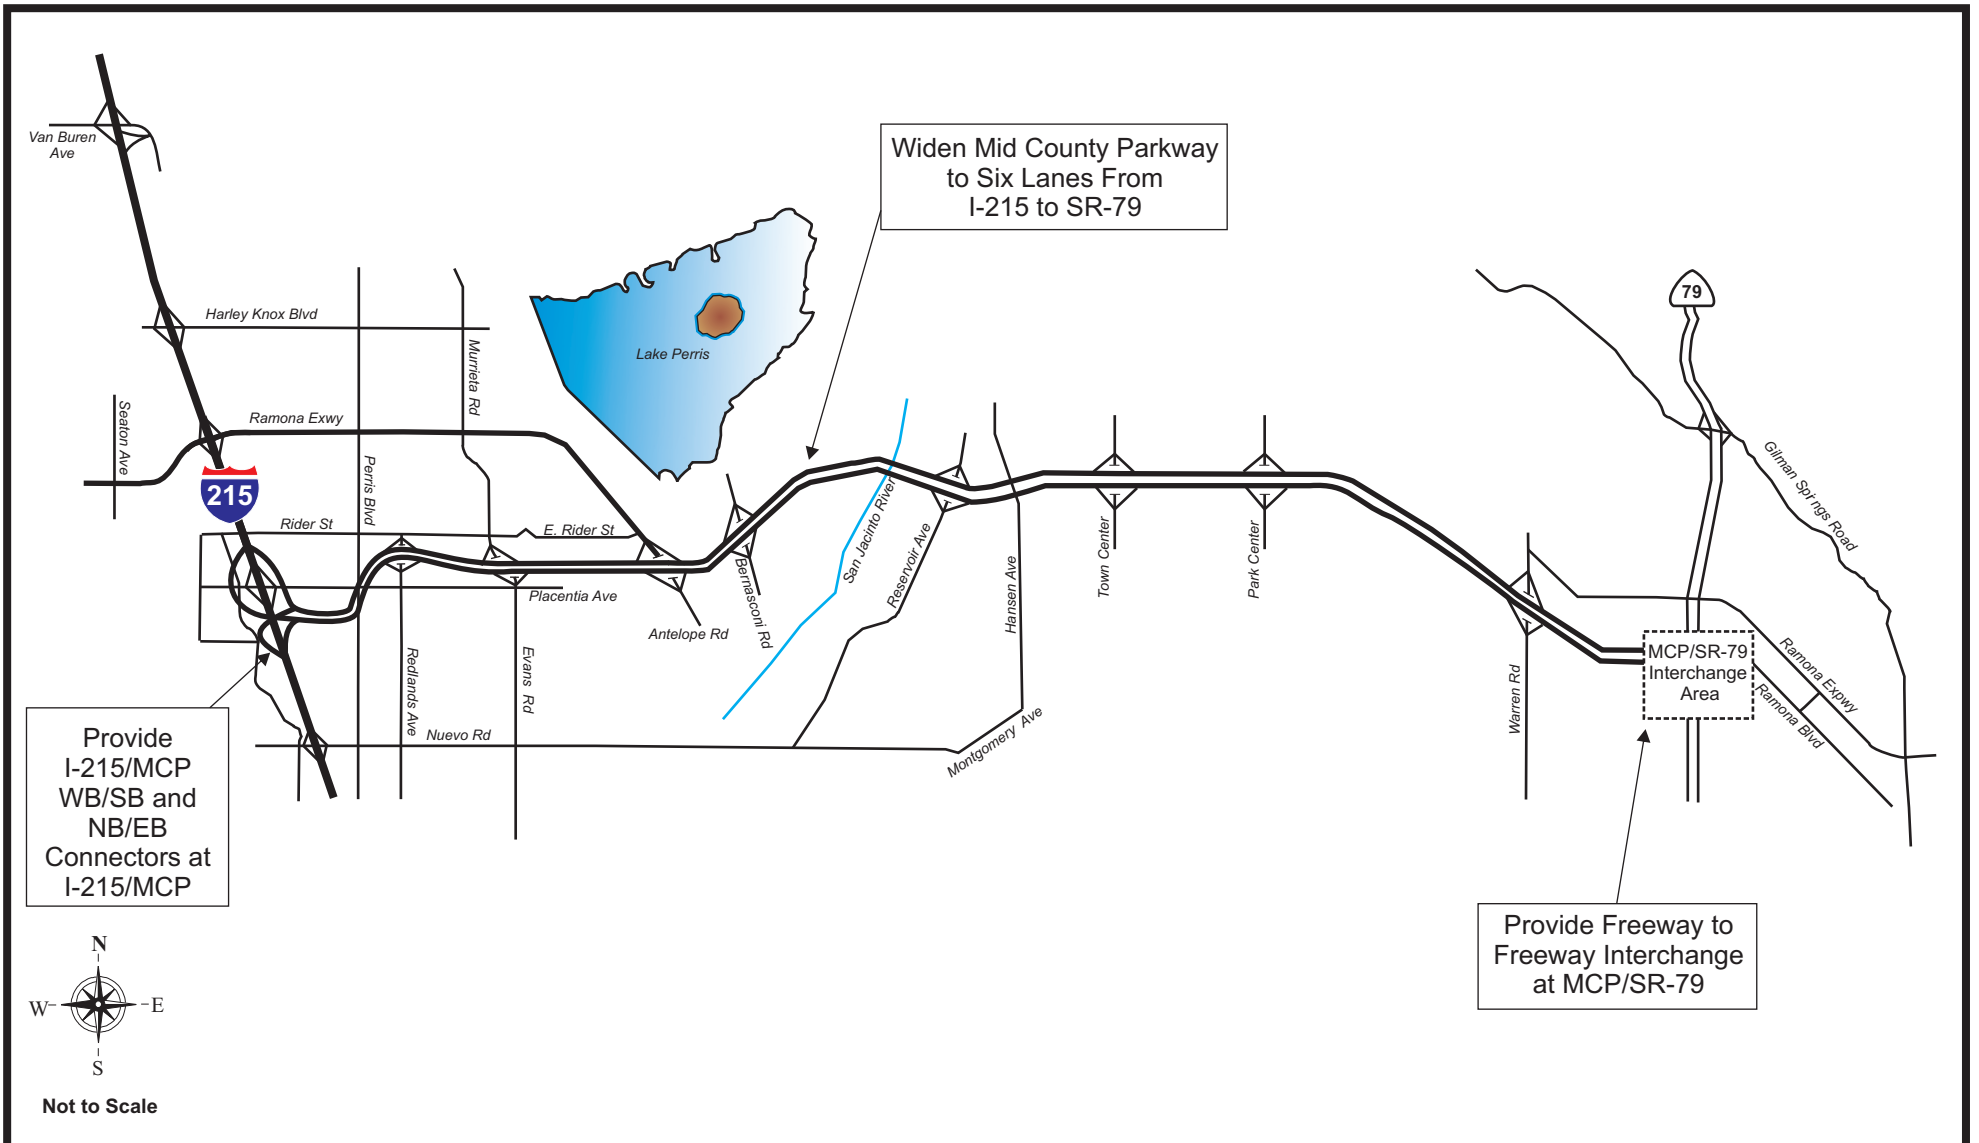 Van Buren
Ave
Widen Mid County Parkway
to Six Lanes From
I-215 to SR-79
79
Harley Knox Blvd
Lake Perris
Murrieta Rd
Seaton Ave
Ramona Exwy
Perris Blvd
Gilman Springs Road
215
Rider St
E. Rider St
San Jacinto River
Reservoir Ave
Hansen Ave
Town Center
Park Center
Placentia Ave
Bernasconi Rd
Antelope Rd
Redlands Ave
Evans Rd
Warren Rd
MCP/SR-79
Interchange
Area
Ramona Expwy
Ramona Blvd
Nuevo Rd
Montgomery Ave
Provide
I-215/MCP
WB/SB and
NB/EB
Connectors at
I-215/MCP
Provide Freeway to
Freeway Interchange
at MCP/SR-79
N
W
E
S
Not to Scale